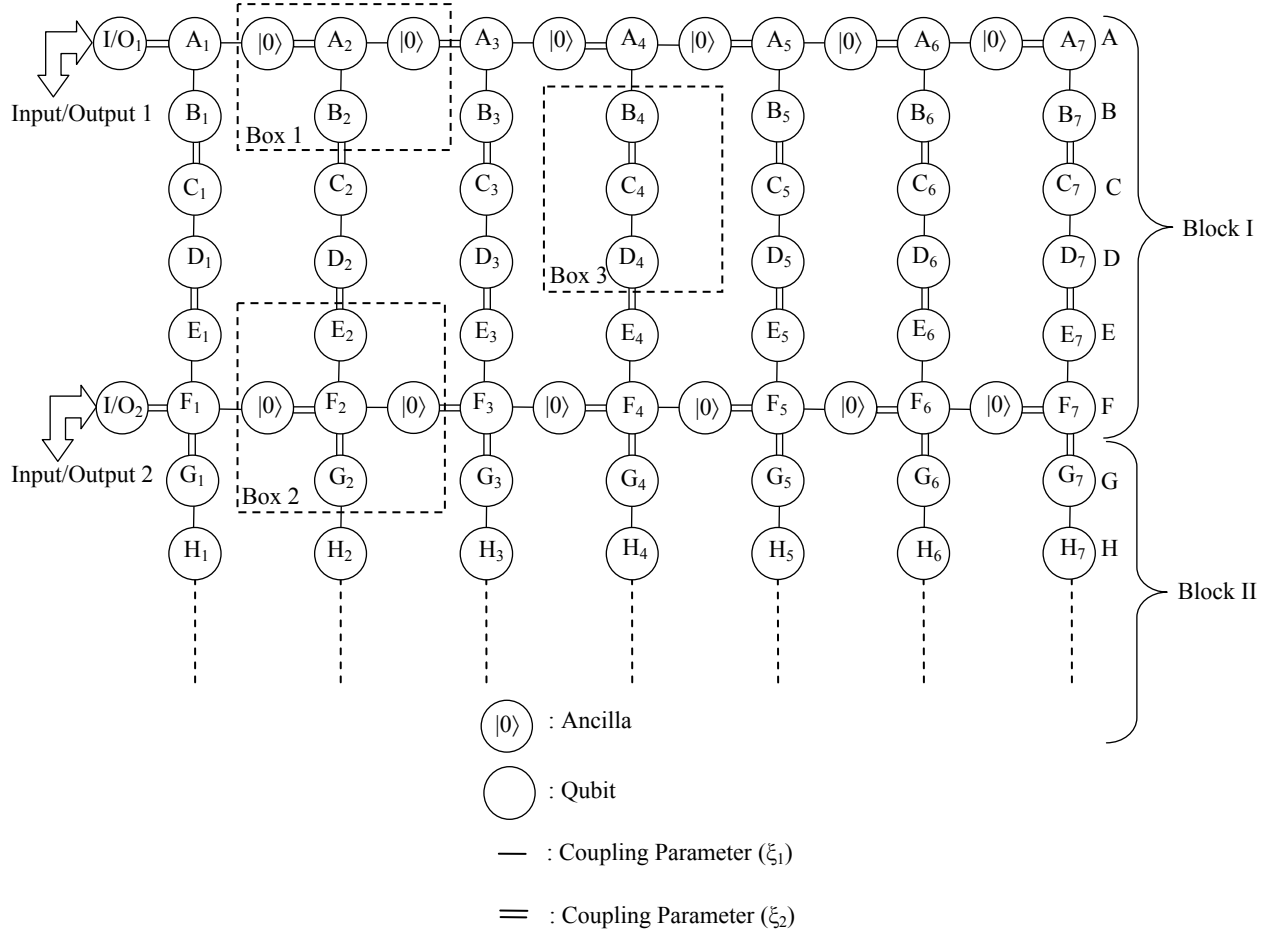 I/O₁ A₁ |0⟩ A₂ |0⟩ A₃ |0⟩ A₄ |0⟩ A₅ |0⟩ A₆ |0⟩ A₇ A
Input/Output 1
B₁ B₂ B₃ B₄ B₅ B₆ B₇ B
Box 1
C₁ C₂ C₃ C₄ C₅ C₆ C₇ C
Block I
D₁ D₂ D₃ D₄ D₅ D₆ D₇ D
Box 3
E₁ E₂ E₃ E₄ E₅ E₆ E₇ E
I/O₂ F₁ |0⟩ F₂ |0⟩ F₃ |0⟩ F₄ |0⟩ F₅ |0⟩ F₆ |0⟩ F₇ F
Input/Output 2
G₁ G₂ G₃ G₄ G₅ G₆ G₇ G
Box 2
H₁ H₂ H₃ H₄ H₅ H₆ H₇ H
Block II
|0⟩ : Ancilla
: Qubit
: Coupling Parameter (ξ₁)
: Coupling Parameter (ξ₂)